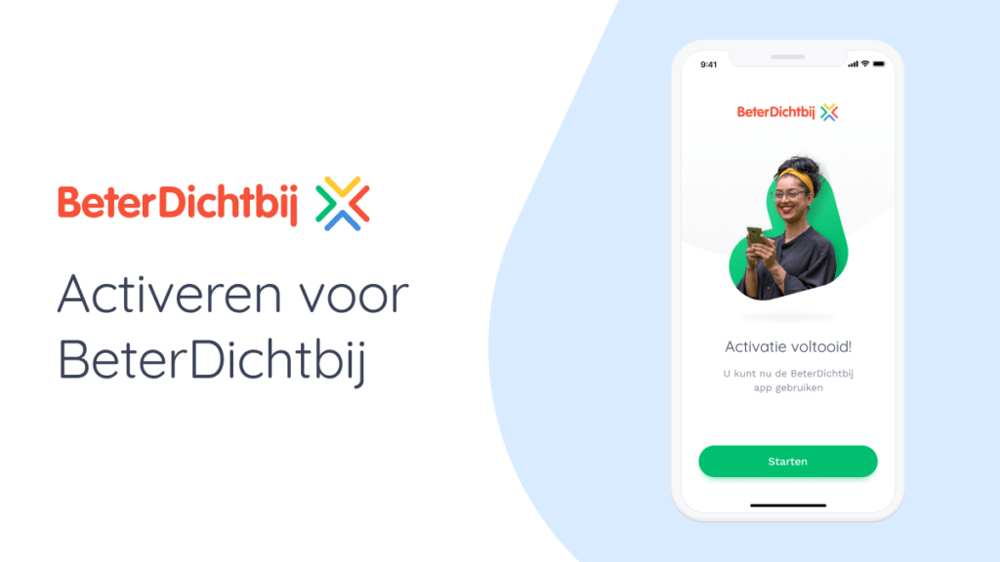 BeterDichtbij
Activeren voor
BeterDichtbij
9:41
BeterDichtbij
Activatie voltooid!
U kunt nu de BeterDichtbij
app gebruiken
Starten